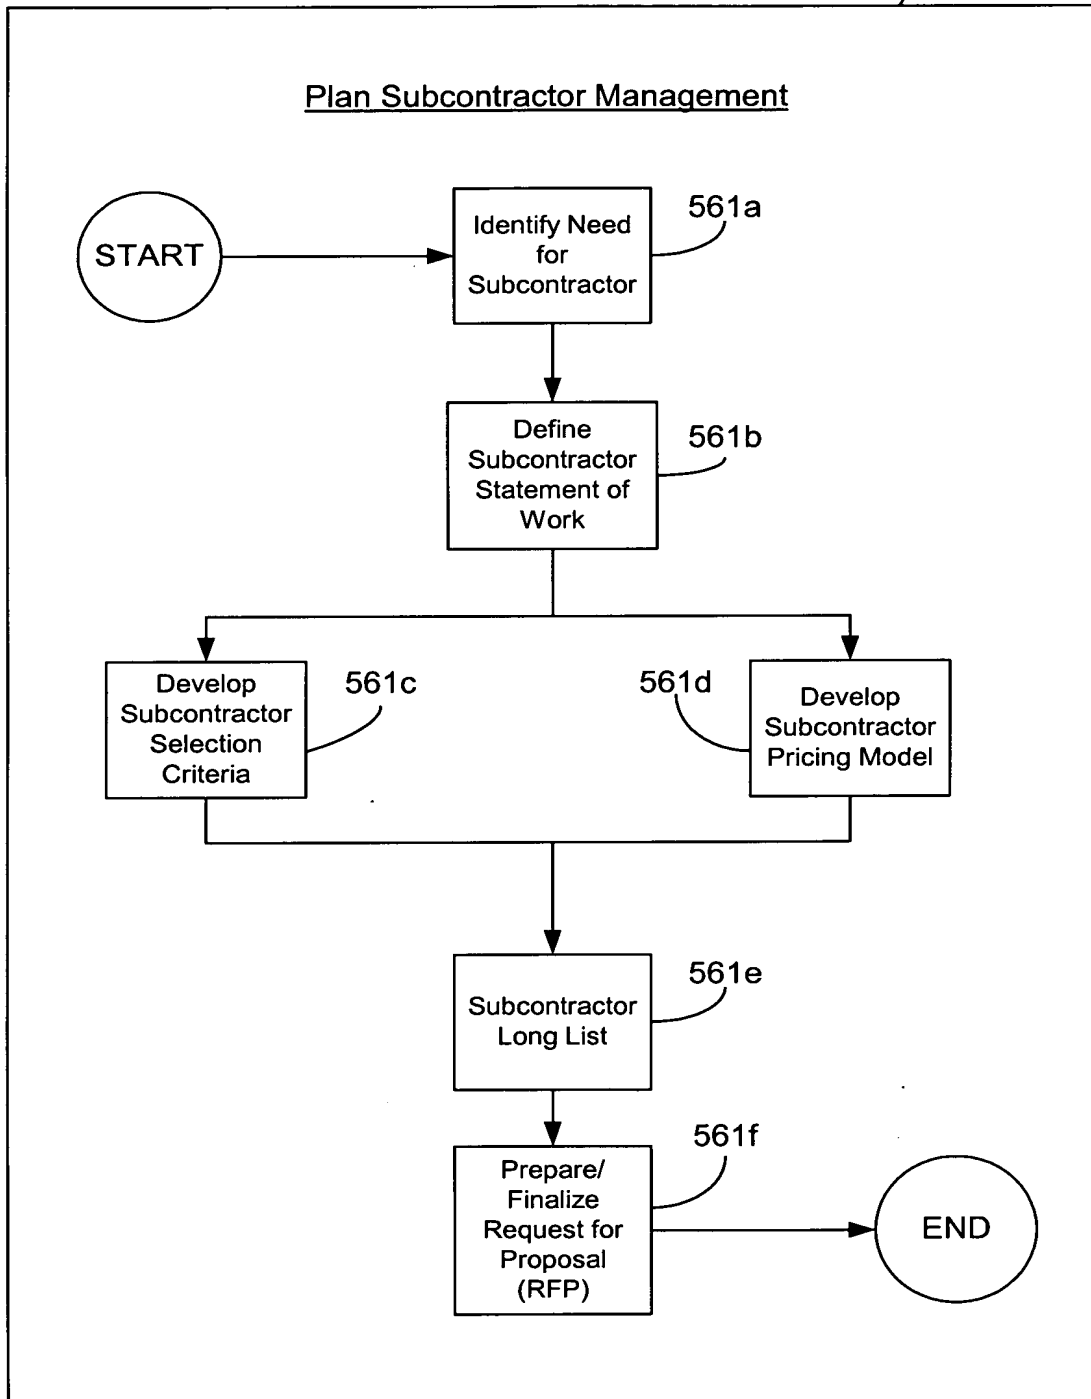 Plan Subcontractor Management
START
Identify Need
for
Subcontractor
561a
Define
Subcontractor
Statement of
Work
561b
Develop
Subcontractor
Selection
Criteria
561c
561d
Develop
Subcontractor
Pricing Model
Subcontractor
Long List
561e
Prepare/
Finalize
Request for
Proposal
(RFP)
561f
END